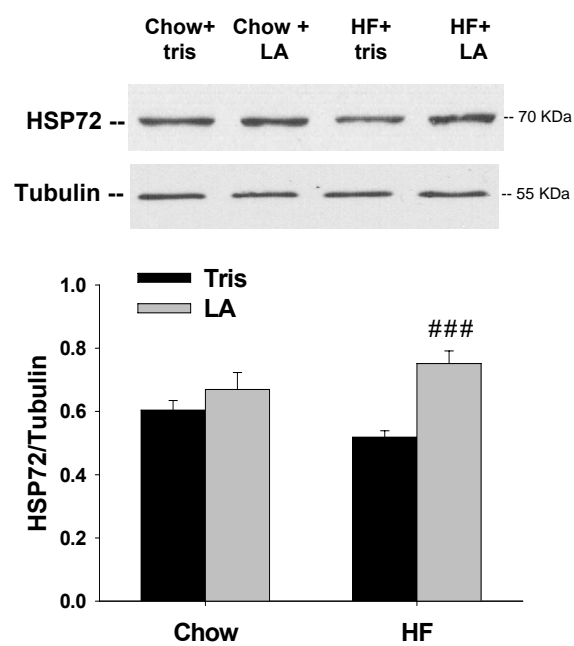 Chow+ Chow + HF+ HF+
tris LA tris LA
HSP72 -- -- 70 KDa
Tubulin -- -- 55 KDa
1.0
0.8
0.6
0.4
0.2
0.0
HSP72/Tubulin
Tris
LA
###
Chow HF